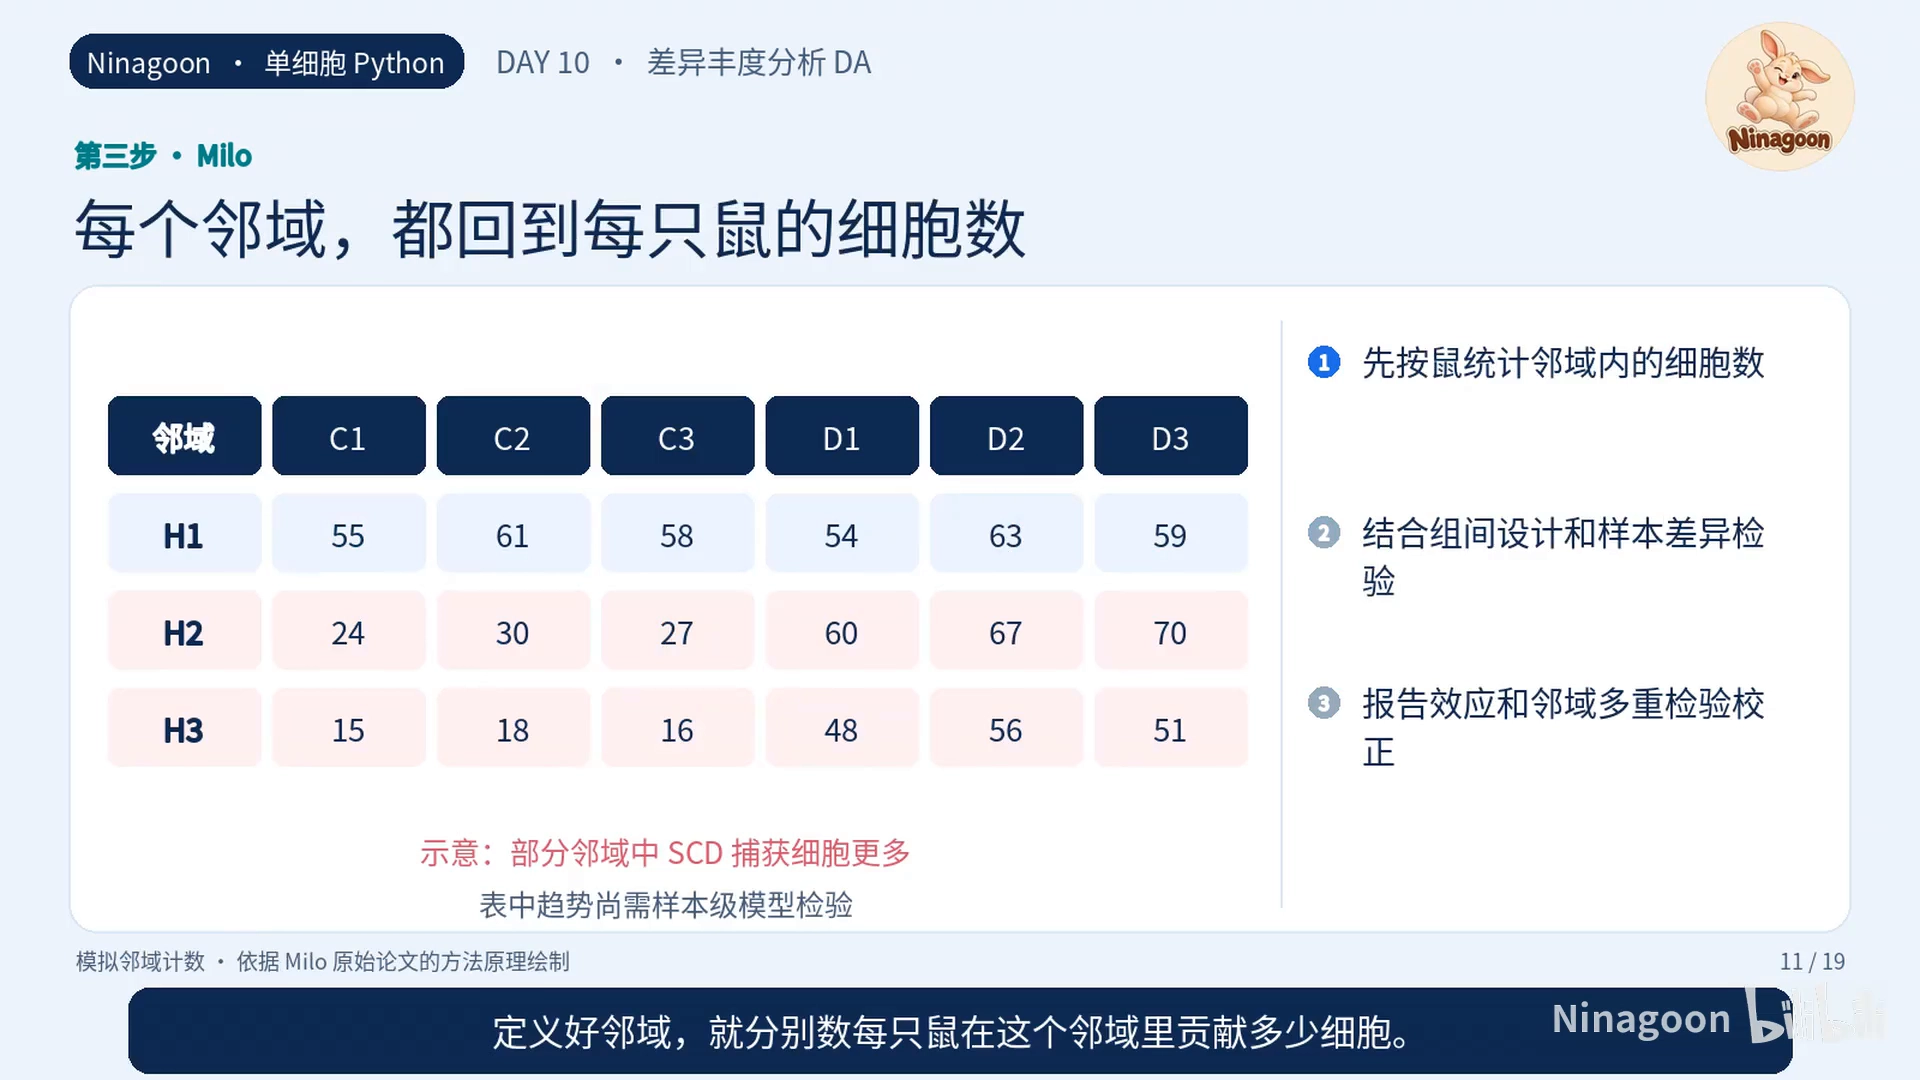 Ninagoon · 单细胞 Python
DAY 10 · 差异丰度分析 DA
Ninagoon
第三步 · Milo
每个邻域，都回到每只鼠的细胞数
邻域 C1 C2 C3 D1 D2 D3
H1 55 61 58 54 63 59
H2 24 30 27 60 67 70
H3 15 18 16 48 56 51
示意：部分邻域中 SCD 捕获细胞更多
表中趋势尚需样本级模型检验
1 先按鼠统计邻域内的细胞数
2 结合组间设计和样本差异检
验
3 报告效应和邻域多重检验校
正
模拟邻域计数 · 依据 Milo 原始论文的方法原理绘制
11 / 19
定义好邻域，就分别数每只鼠在这个邻域里贡献多少细胞。
Ninagoon bilibili